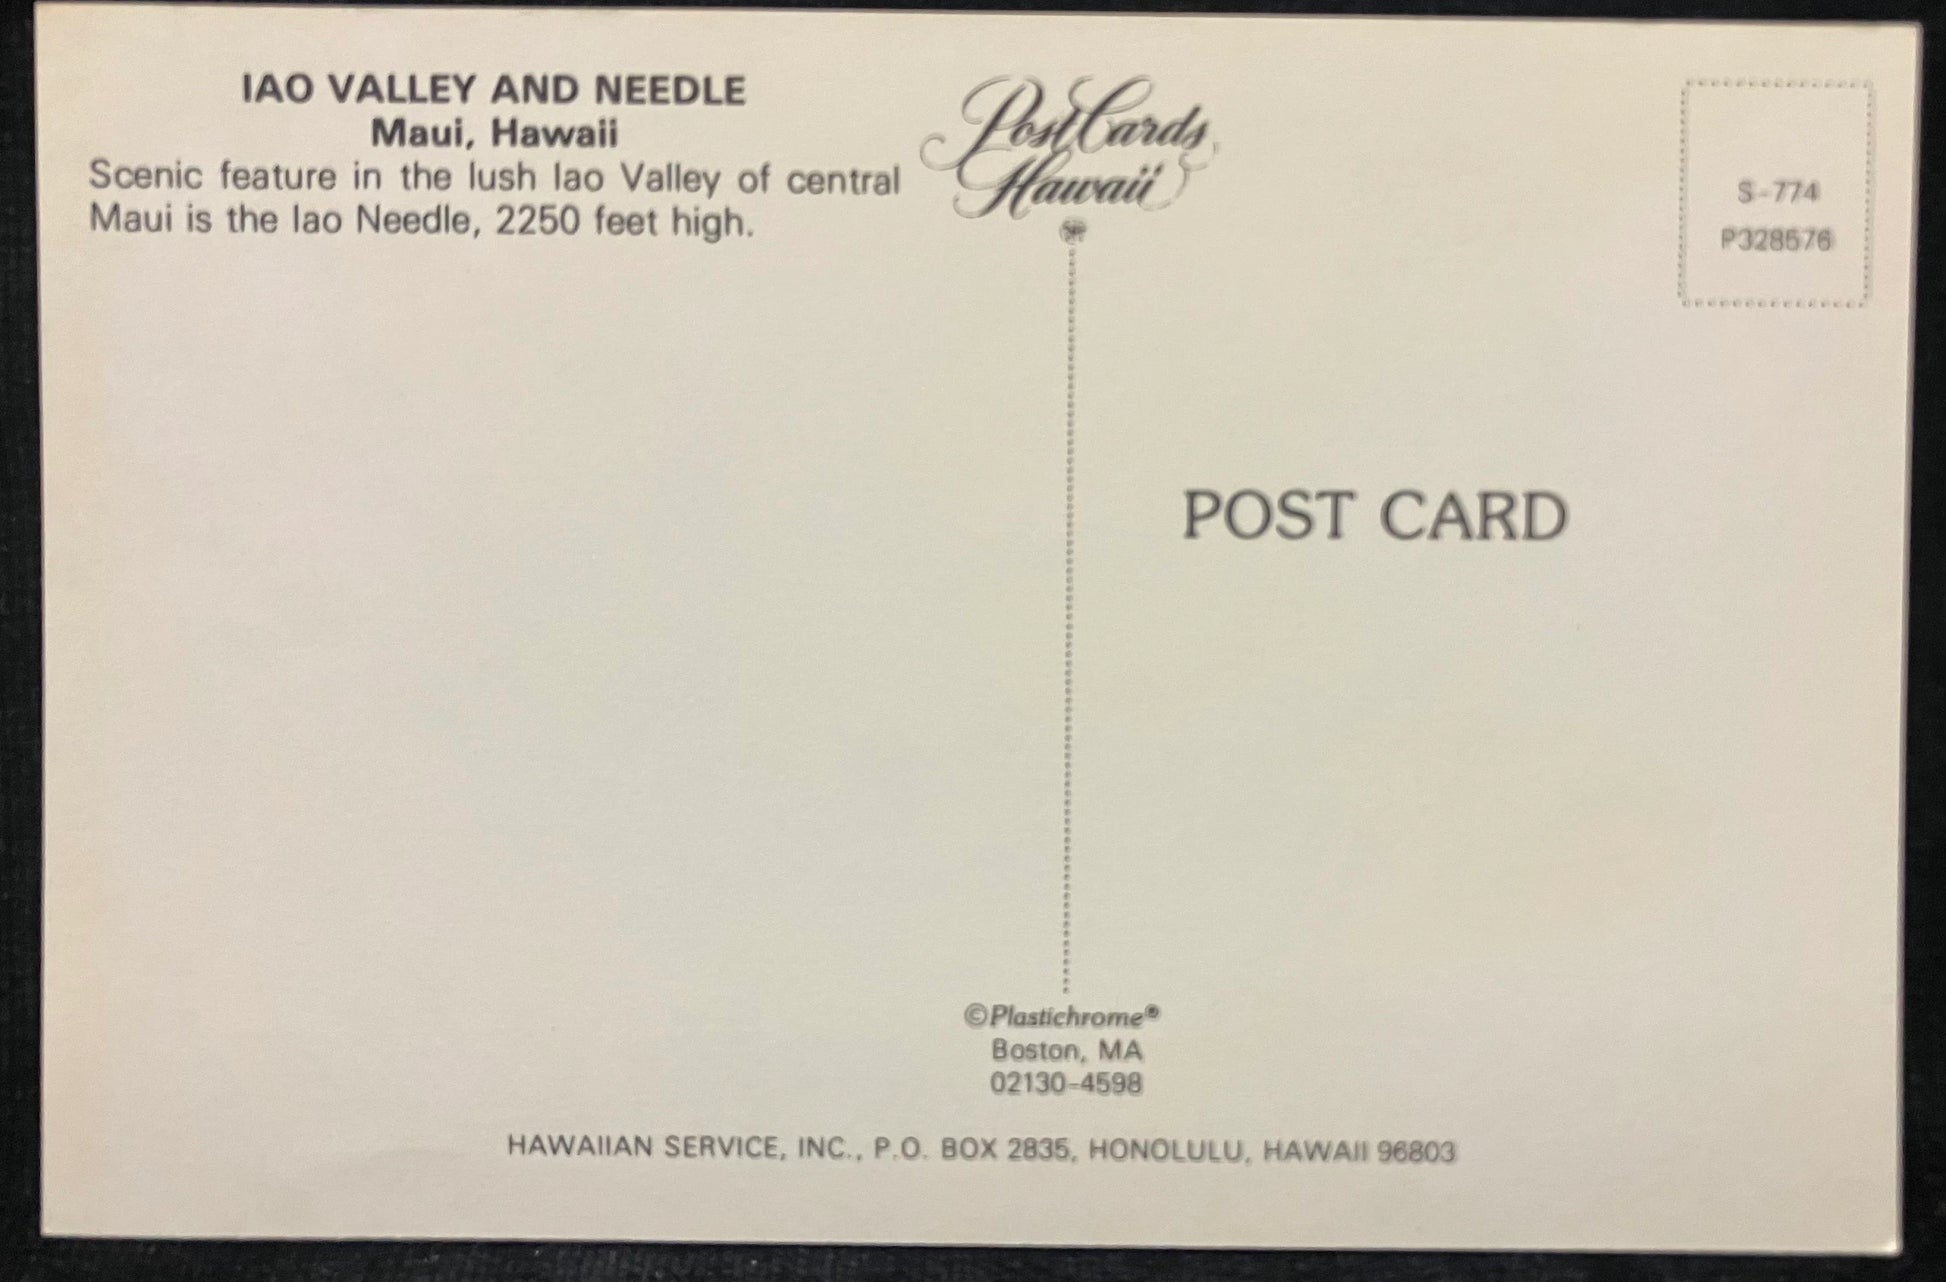 IAO VALLEY AND NEEDLE
Maui, Hawaii
Scenic feature in the lush Iao Valley of central
Maui is the Iao Needle, 2250 feet high.
Post Cards
Hawaii
S-774
P328576
POST CARD
©Plastichrome®
Boston, MA
02130-4598
HAWAIIAN SERVICE, INC., P.O. BOX 2835, HONOLULU, HAWAII 96803